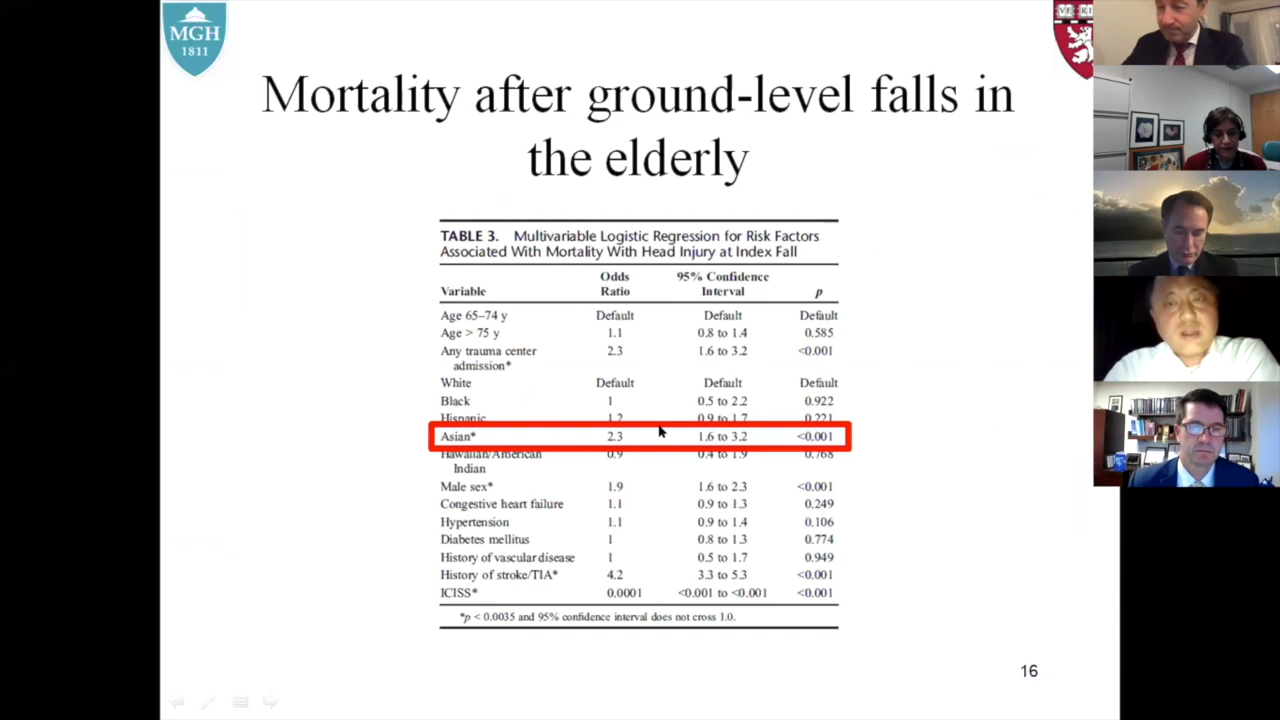 MGH
1811
VE RI
Mortality after ground-level falls in
the elderly
TABLE 3. Multivariable Logistic Regression for Risk Factors
Associated With Mortality With Head Injury at Index Fall
Variable Odds Ratio 95% Confidence Interval p
Age 65–74 y Default Default Default
Age > 75 y 1.1 0.8 to 1.4 0.585
Any trauma center 2.3 1.6 to 3.2 <0.001
admission*
White Default Default Default
Black 1 0.5 to 2.2 0.922
Hispanic 1.2 0.9 to 1.7 0.221
Asian* 2.3 1.6 to 3.2 <0.001
Hawaiian/American 0.9 0.4 to 1.9 0.768
Indian
Male sex* 1.9 1.6 to 2.3 <0.001
Congestive heart failure 1.1 0.9 to 1.3 0.249
Hypertension 1.1 0.9 to 1.4 0.106
Diabetes mellitus 1 0.8 to 1.3 0.774
History of vascular disease 1 0.5 to 1.7 0.949
History of stroke/TIA* 4.2 3.3 to 5.3 <0.001
ICISS* 0.0001 <0.001 to <0.001 <0.001
*p < 0.0035 and 95% confidence interval does not cross 1.0.
16